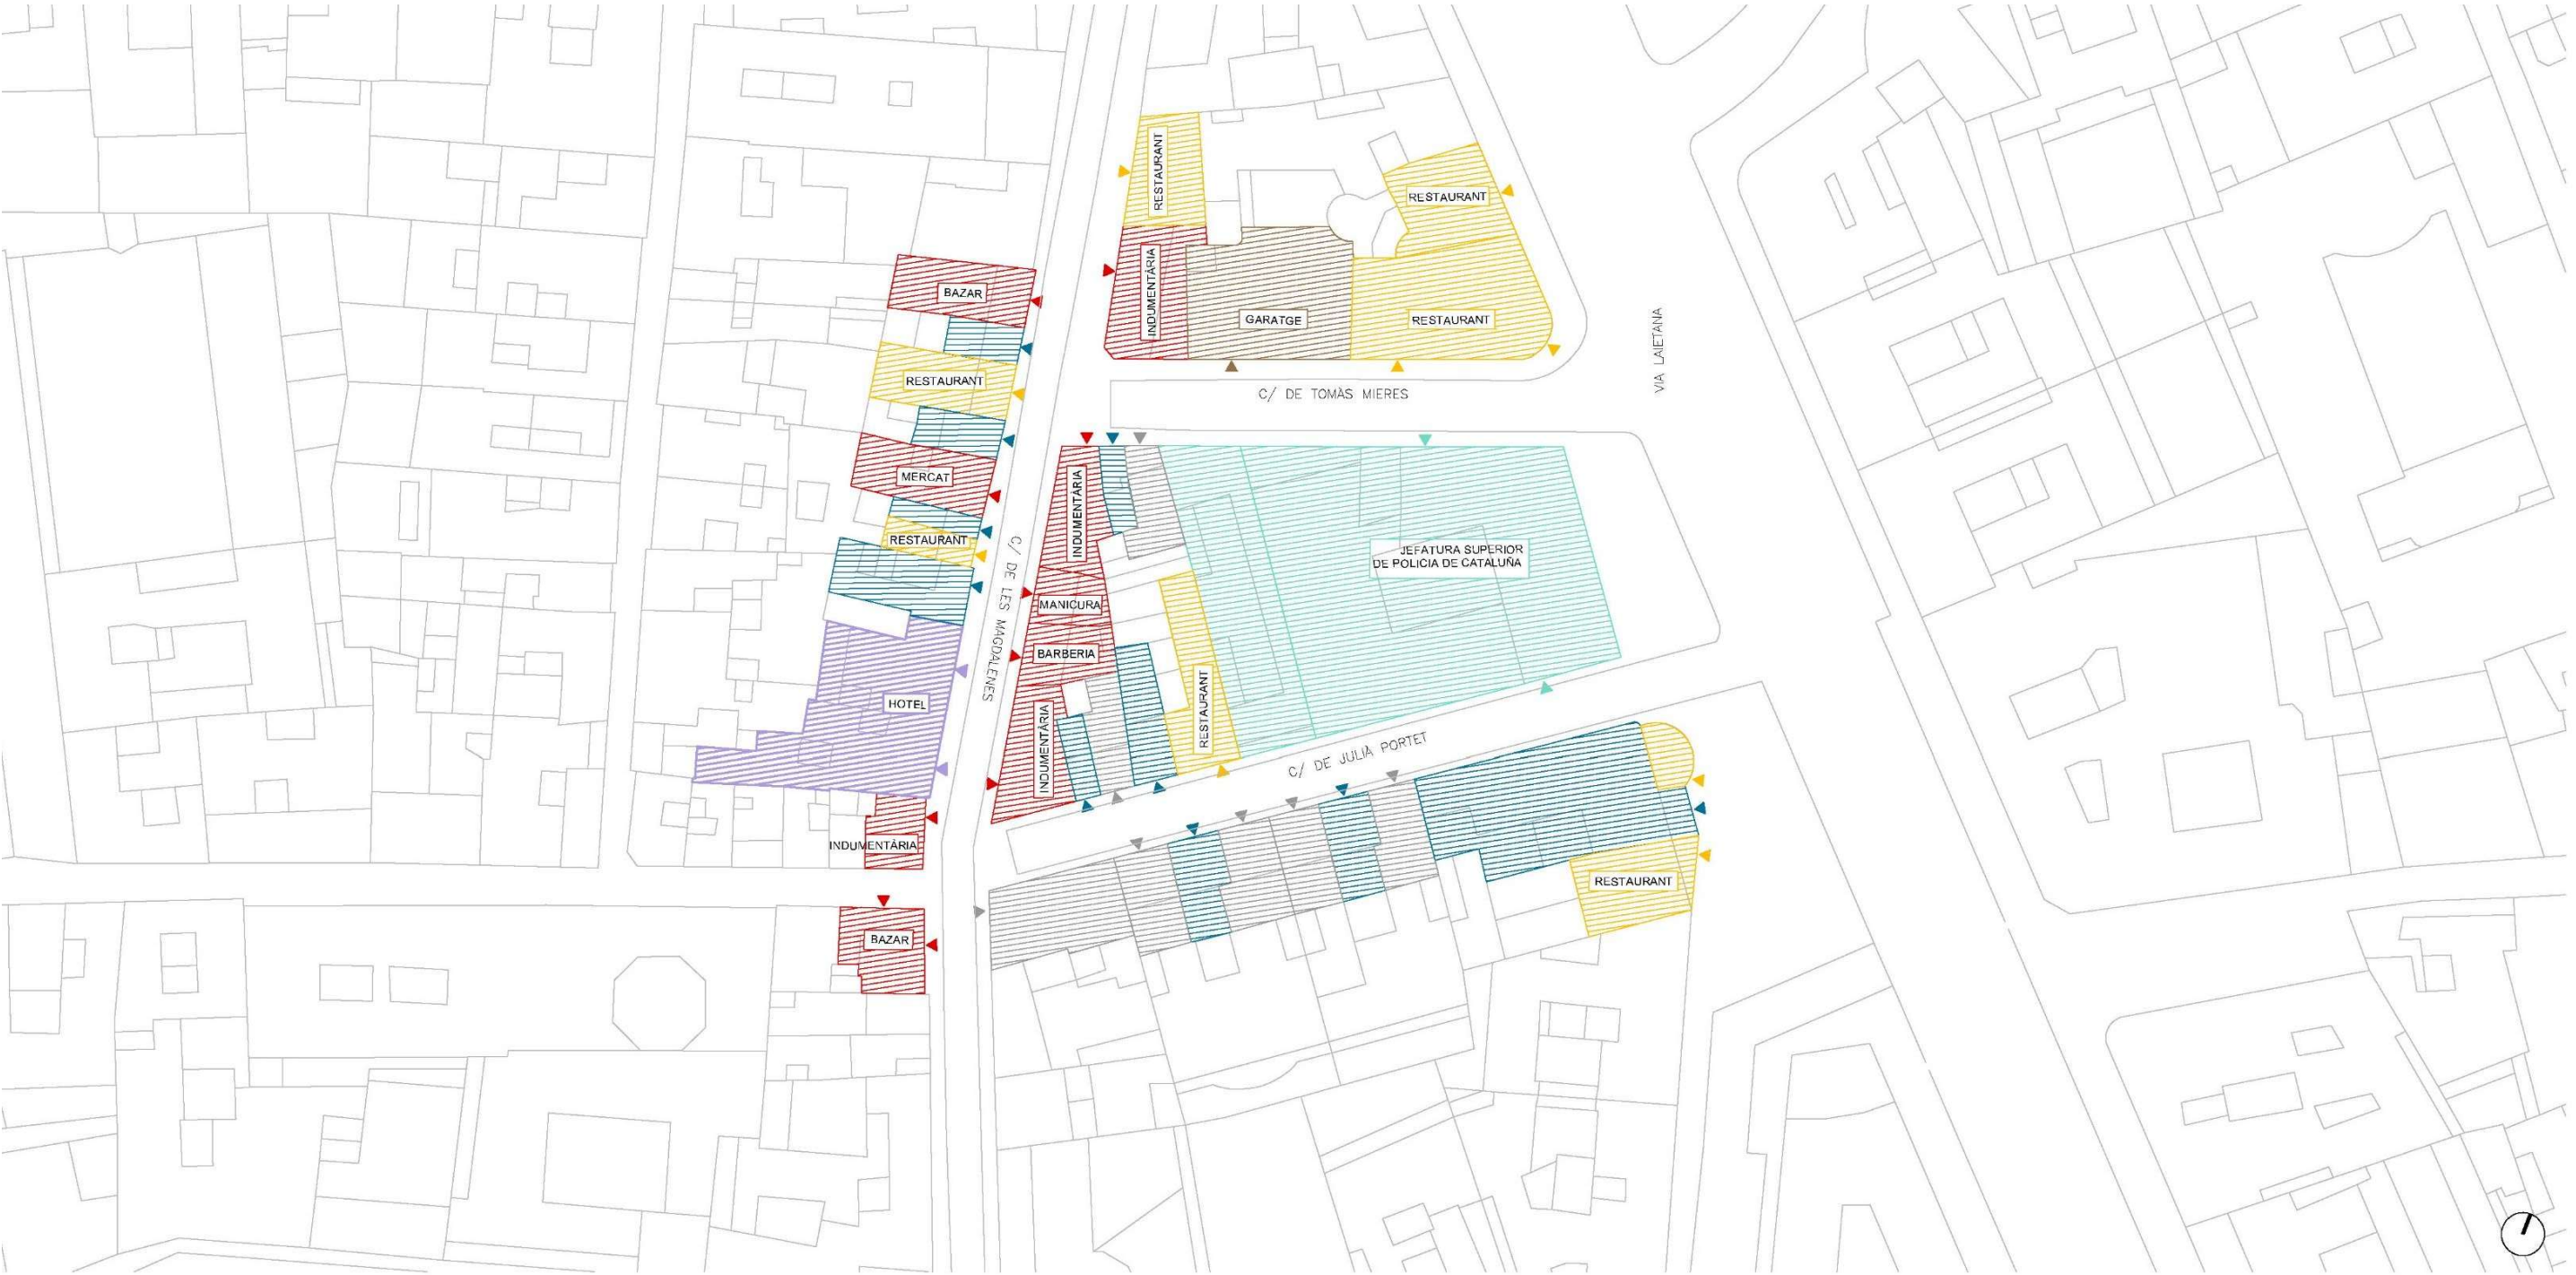 RESTAURANT
RESTAURANT
INDUMENTÀRIA
BAZAR
GARATGE
RESTAURANT
VIA LAIETANA
RESTAURANT
C/ DE TOMÀS MIERES
MERCAT
INDUMENTÀRIA
RESTAURANT
C/ DE LES MAGDALENES
JEFATURA SUPERIOR
DE POLICIA DE CATALUÑA
MANICURA
BARBERIA
HOTEL
RESTAURANT
INDUMENTÀRIA
C/ DE JULIÀ PORTET
INDUMENTÀRIA
RESTAURANT
BAZAR